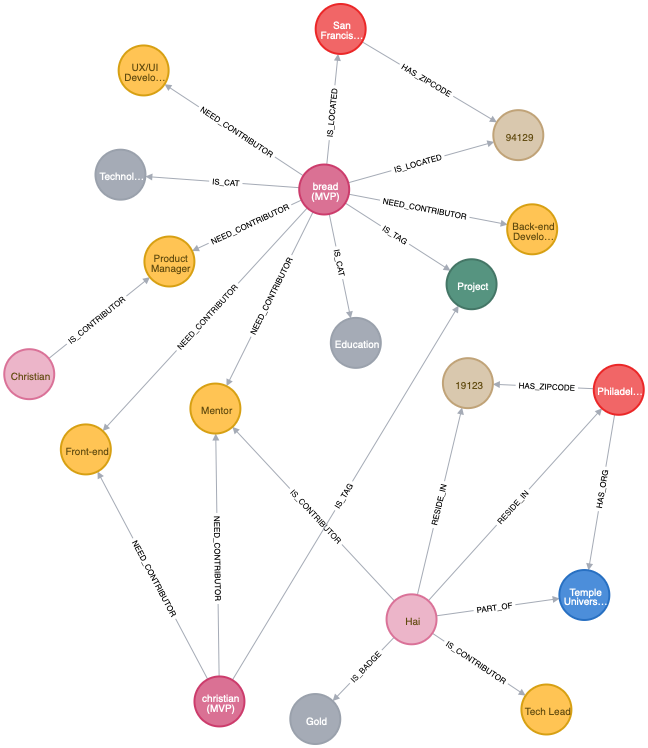 San
Francis...
HAS_ZIPCODE
UX/UI
Develo...
IS_LOCATED
NEED_CONTRIBUTOR
94129
IS_LOCATED
Technol...
IS_CAT
bread
(MVP)
NEED_CONTRIBUTOR
NEED_CONTRIBUTOR
Back-end
Develo...
IS_TAG
Product
Manager
IS_CAT
NEED_CONTRIBUTOR
NEED_CONTRIBUTOR
Project
IS_CONTRIBUTOR
Education
Christian
19123
HAS_ZIPCODE
Philadel...
Mentor
Front-end
IS_TAG
RESIDE_IN
RESIDE_IN
HAS_ORG
IS_CONTRIBUTOR
NEED_CONTRIBUTOR
NEED_CONTRIBUTOR
Temple
Univers...
PART_OF
Hai
IS_BADGE
IS_CONTRIBUTOR
christian
(MVP)
Gold
Tech Lead